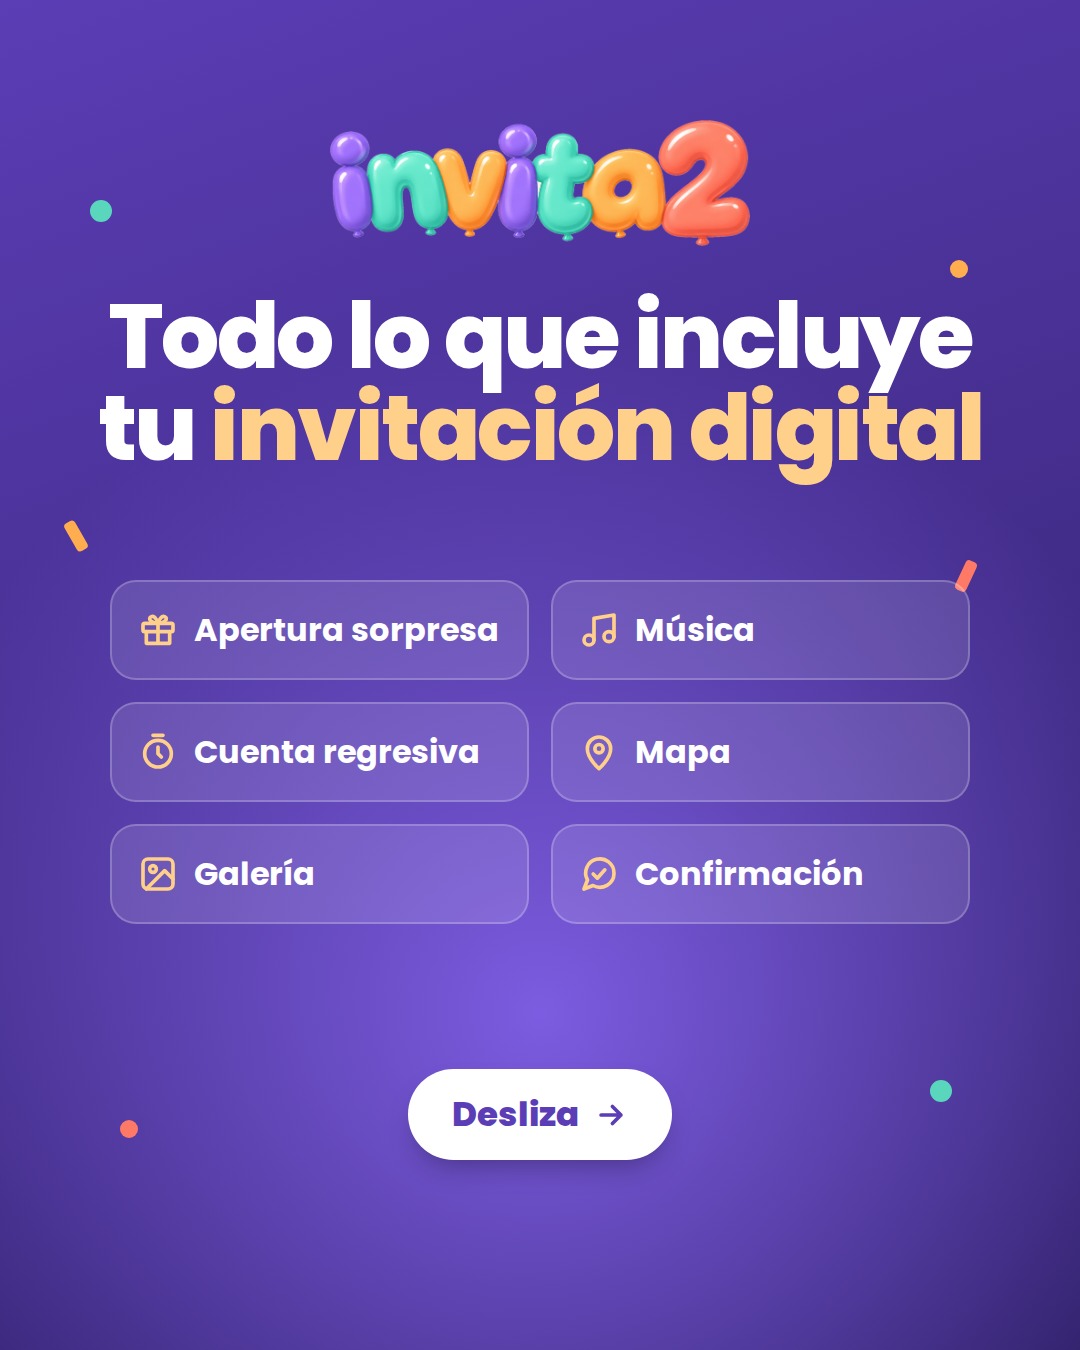 invita2
Todo lo que incluye
tu invitación digital
Apertura sorpresa
Música
Cuenta regresiva
Mapa
Galería
Confirmación
Desliza